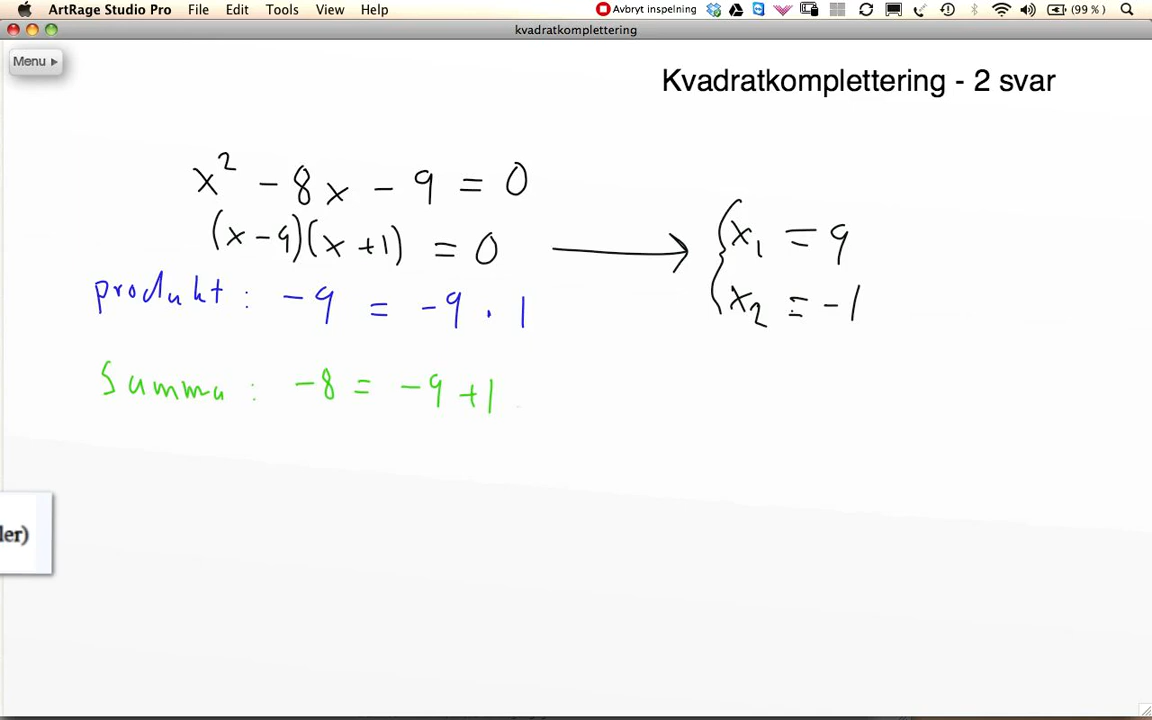 ArtRage Studio Pro File Edit Tools View Help Avbryt inspelning (99 %)
kvadratkomplettering
Menu
Kvadratkomplettering - 2 svar
x² - 8x - 9 = 0
(x - 9)(x + 1) = 0
x₁ = 9
x₂ = -1
produkt : -9 = -9 · 1
Summa : -8 = -9 + 1
ler)